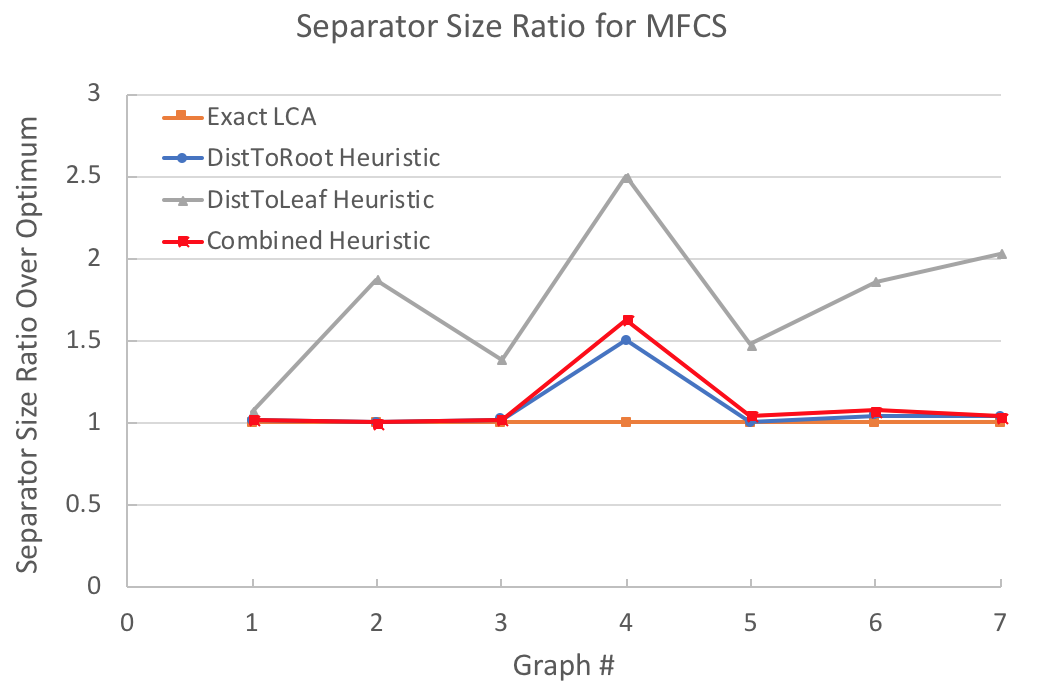 Separator Size Ratio for MFCS
Separator Size Ratio Over Optimum
3
2.5
2
1.5
1
0.5
0
Exact LCA
DistToRoot Heuristic
DistToLeaf Heuristic
Combined Heuristic
0 1 2 3 4 5 6 7
Graph #